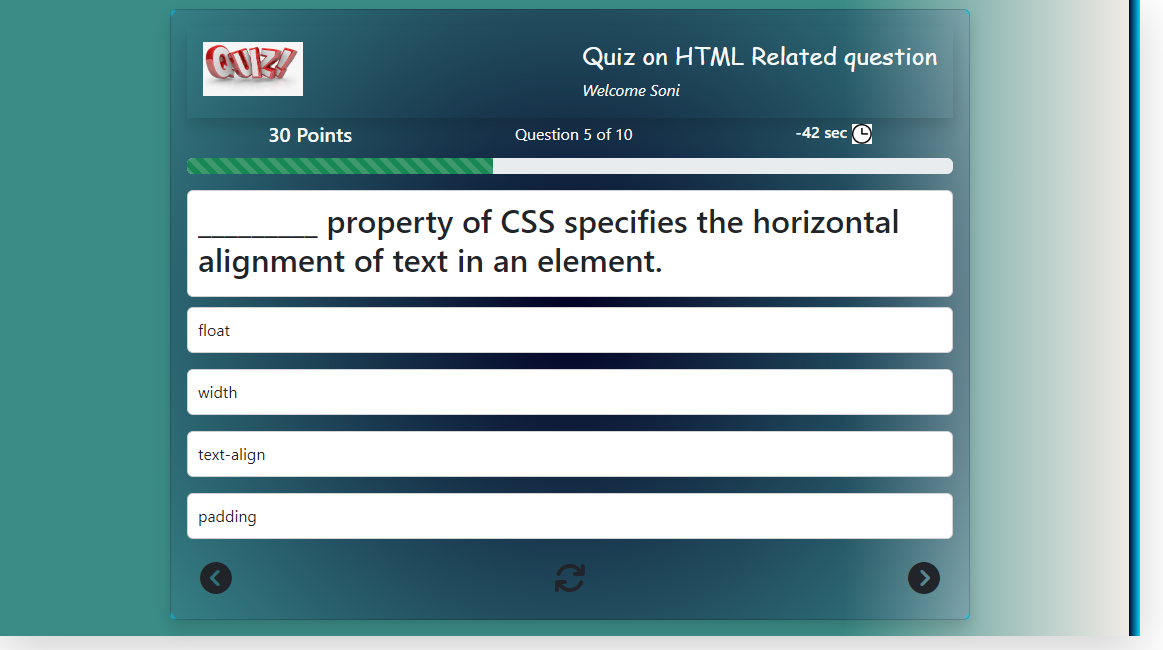 QUIZ!
Quiz on HTML Related question
Welcome Soni
30 Points
Question 5 of 10
-42 sec
_________ property of CSS specifies the horizontal
alignment of text in an element.
float
width
text-align
padding